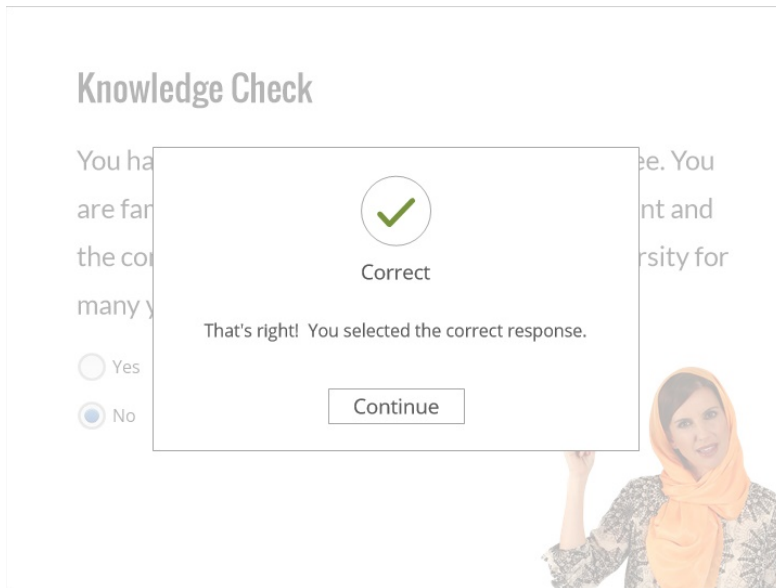 Knowledge Check
You ha ee. You
are far nt and
the co rsity for
many y
Correct
That's right! You selected the correct response.
Continue
Yes
No